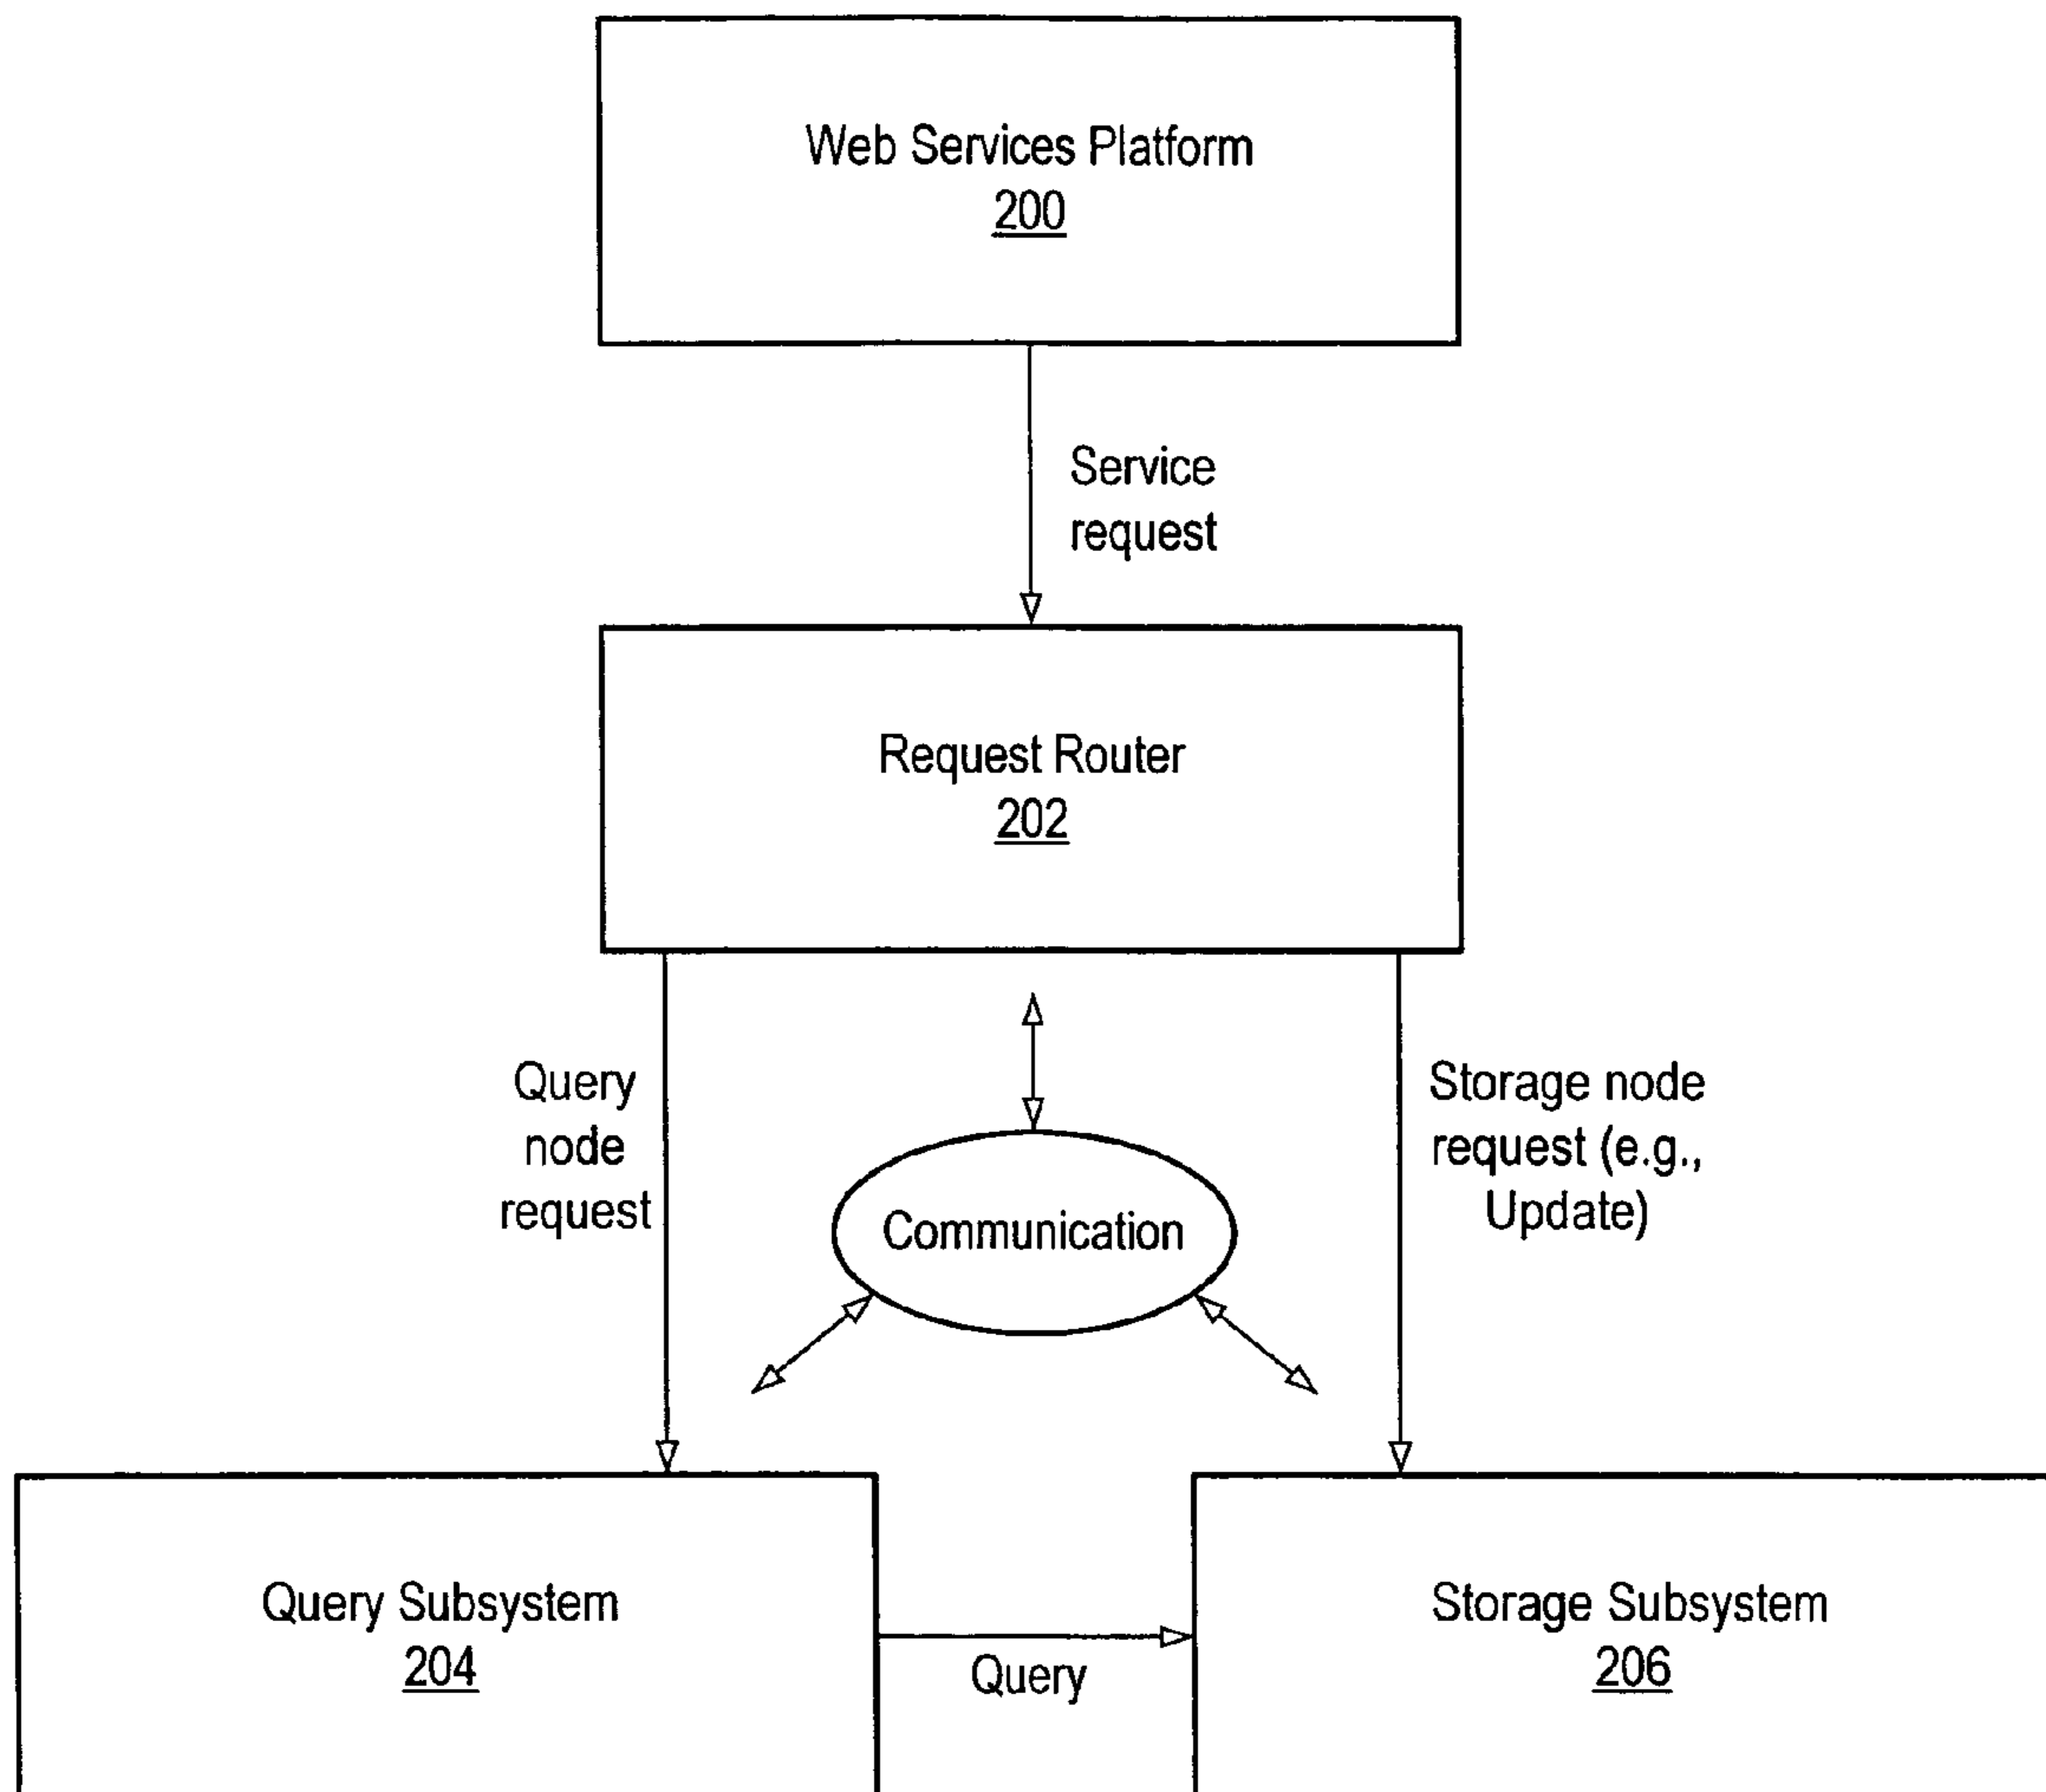 Web Services Platform
200
Service
request
Request Router
202
Query
node
request
Storage node
request (e.g.,
Update)
Communication
Query Subsystem
204
Query
Storage Subsystem
206